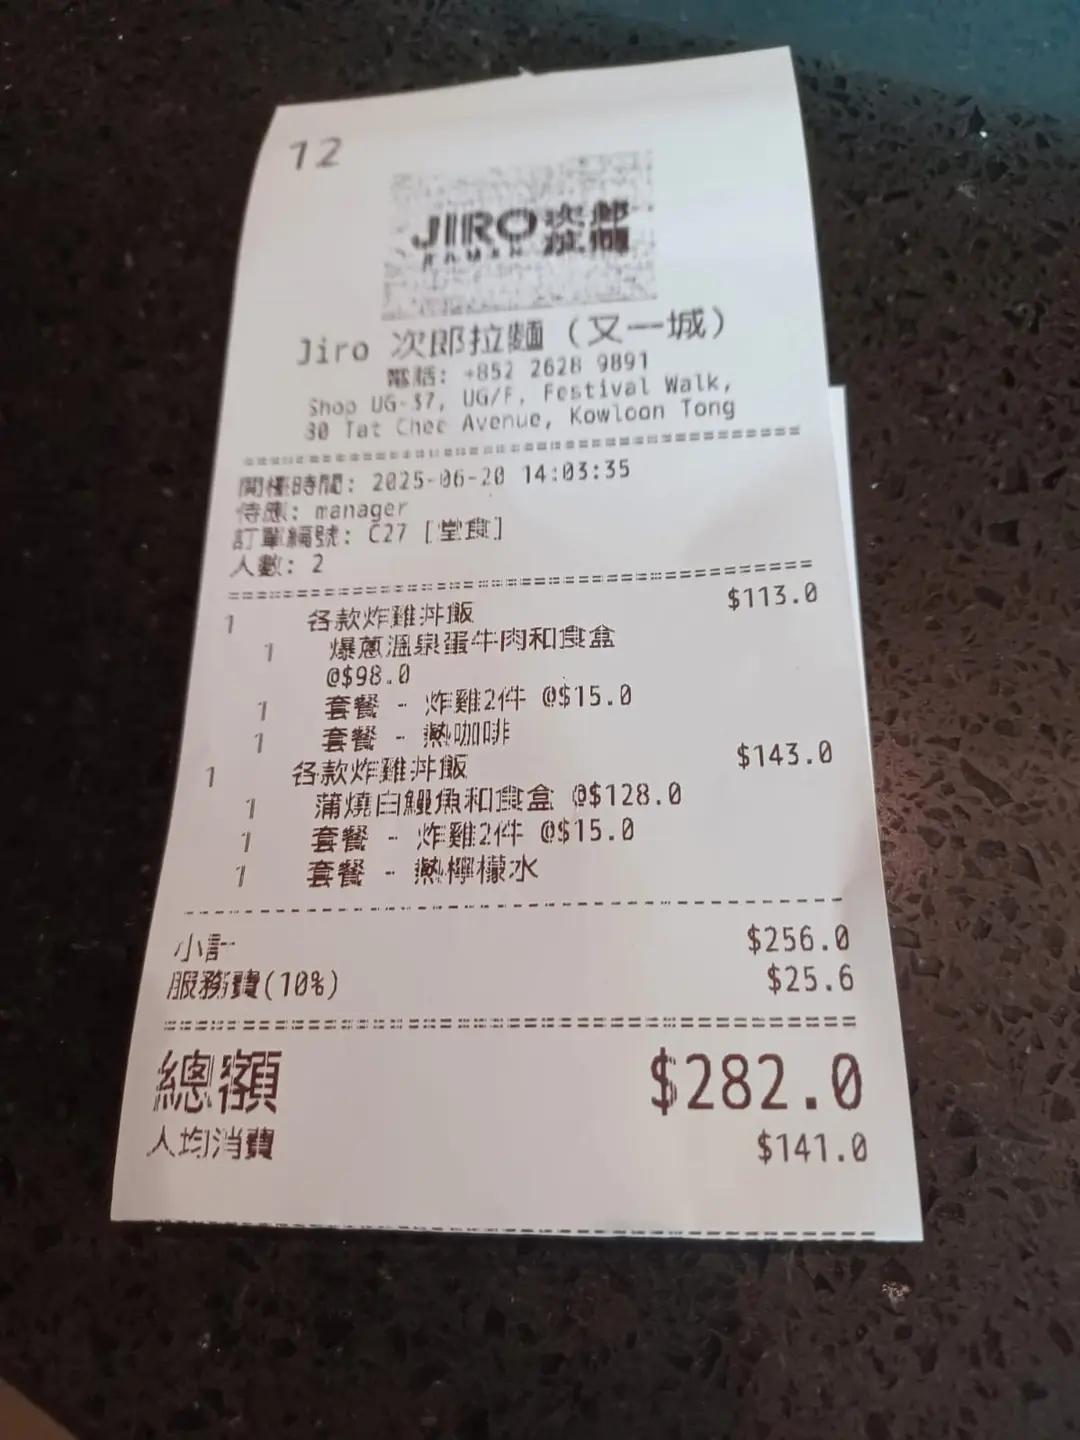 12
JIRO 次郎
RAMEN 拉麵
Jiro 次郎拉麵 (又一城)
電話: +852 2628 9891
Shop UG-37, UG/F, Festival Walk,
80 Tat Chee Avenue, Kowloon Tong
開檯時間: 2025-06-20 14:03:35
侍應: manager
訂單編號: C27 [堂食]
人數: 2
1 各款炸雞丼飯 $113.0
1 爆蔥溫泉蛋牛肉和食盒
@$98.0
1 套餐 - 炸雞2件 @$15.0
1 套餐 - 熱咖啡
1 各款炸雞丼飯 $143.0
1 蒲燒白鰻魚和食盒 @$128.0
1 套餐 - 炸雞2件 @$15.0
1 套餐 - 熱檸檬水
小計 $256.0
服務費(10%) $25.6
總額 $282.0
人均消費 $141.0